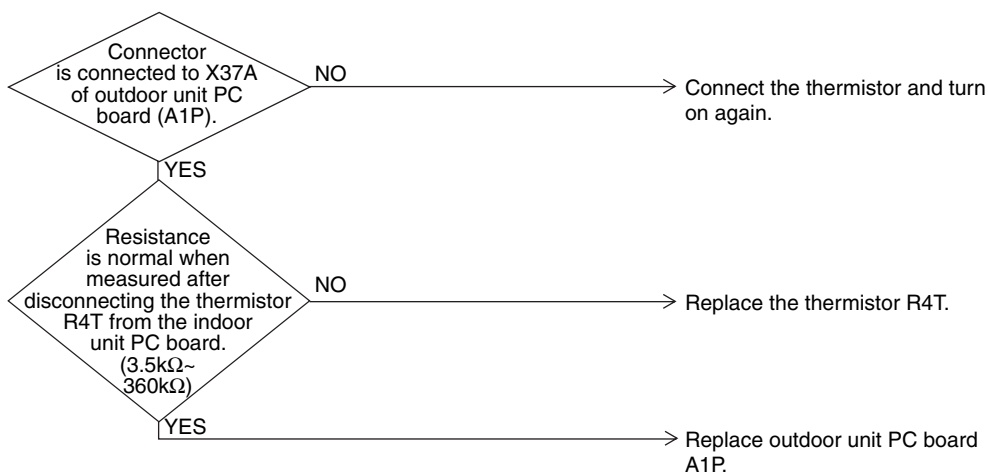 Connector
is connected to X37A
of outdoor unit PC
board (A1P).
NO
Connect the thermistor and turn
on again.
YES
Resistance
is normal when
measured after
disconnecting the thermistor
R4T from the indoor
unit PC board.
(3.5kΩ~
360kΩ)
NO
Replace the thermistor R4T.
YES
Replace outdoor unit PC board
A1P.